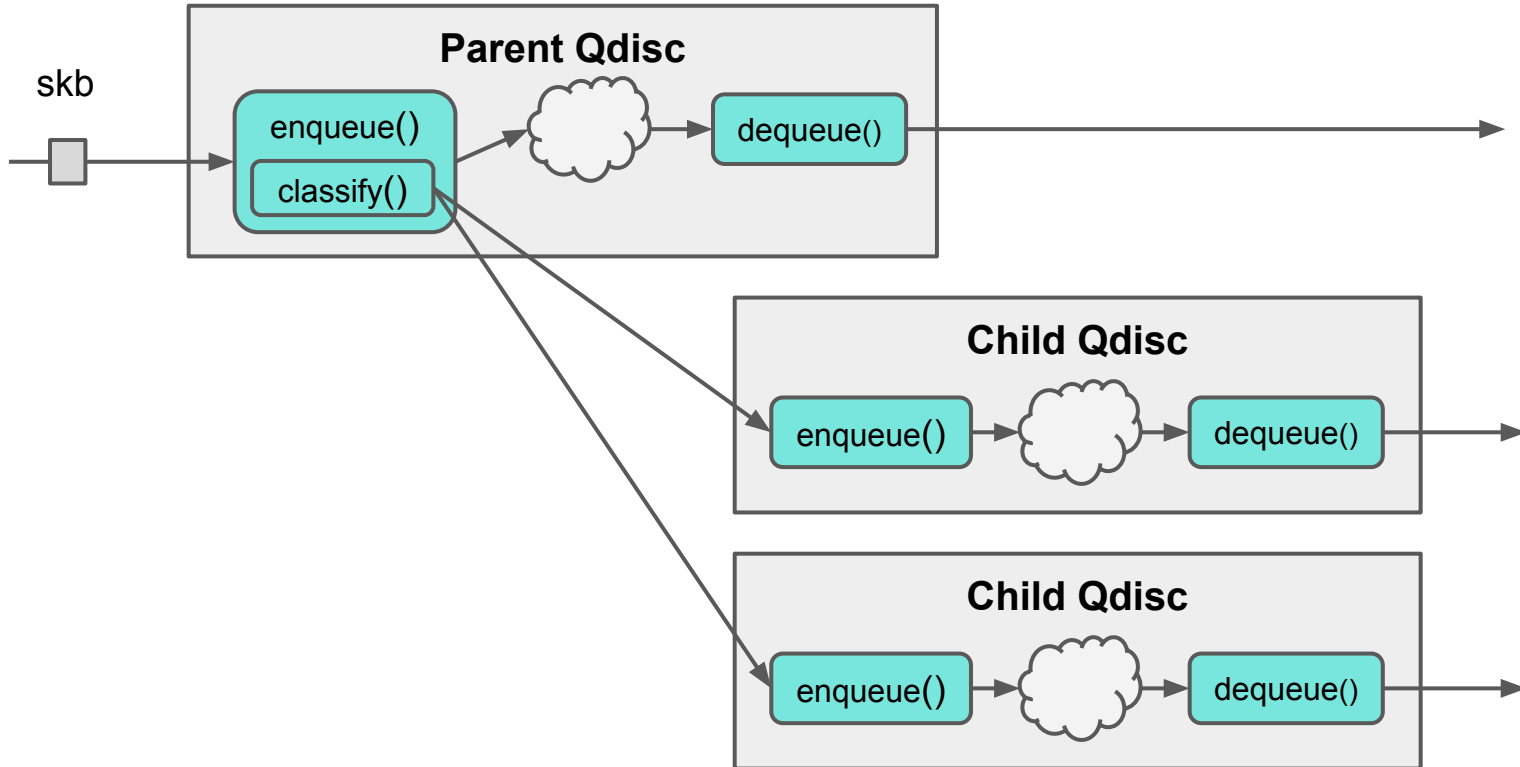 Parent Qdisc
skb
enqueue()
classify()
dequeue()
Child Qdisc
enqueue()
dequeue()
Child Qdisc
enqueue()
dequeue()